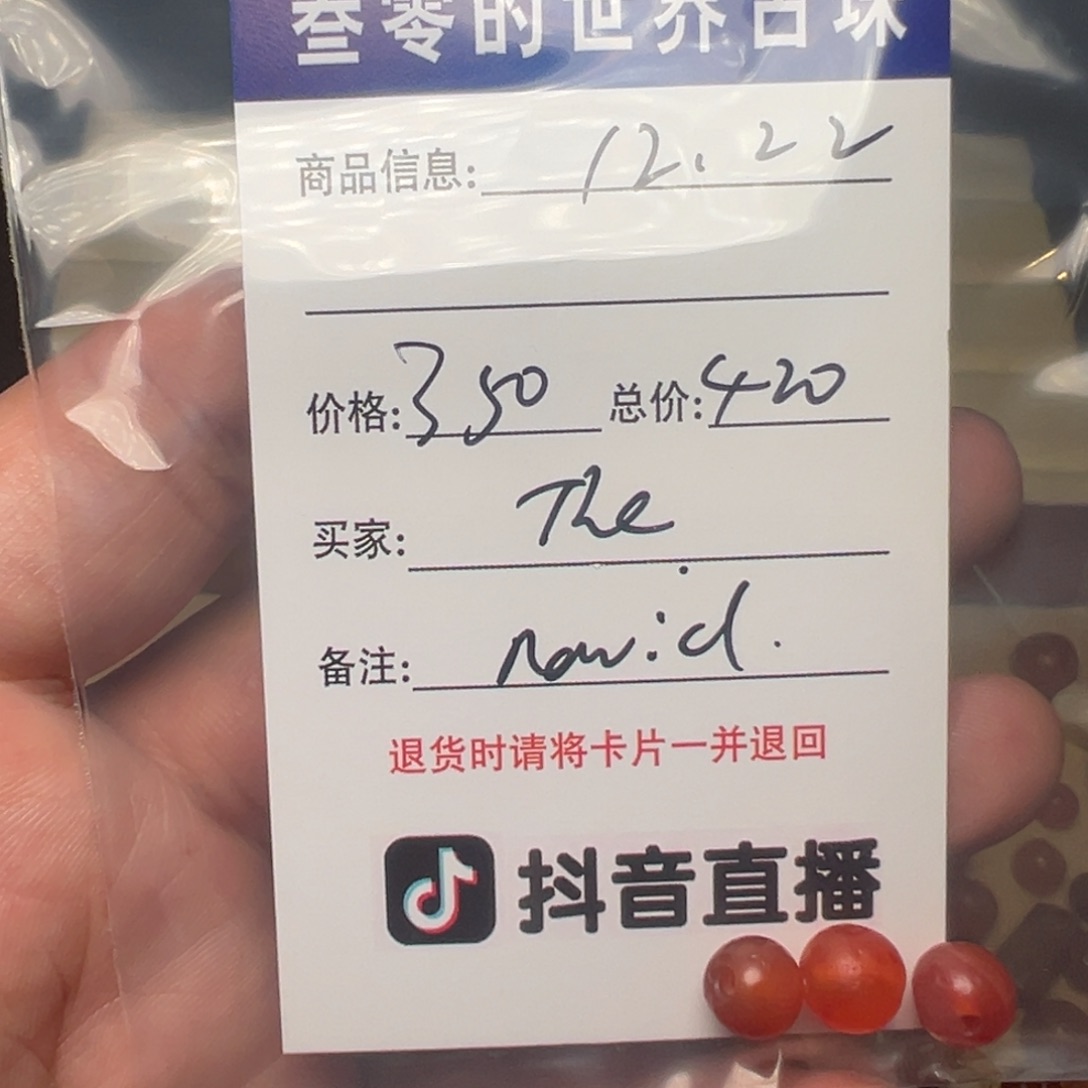 叁零的世界古珠
商品信息: 12.22
价格: 350 总价: 420
买家: The
备注:
退货时请将卡片一并退回
抖音直播